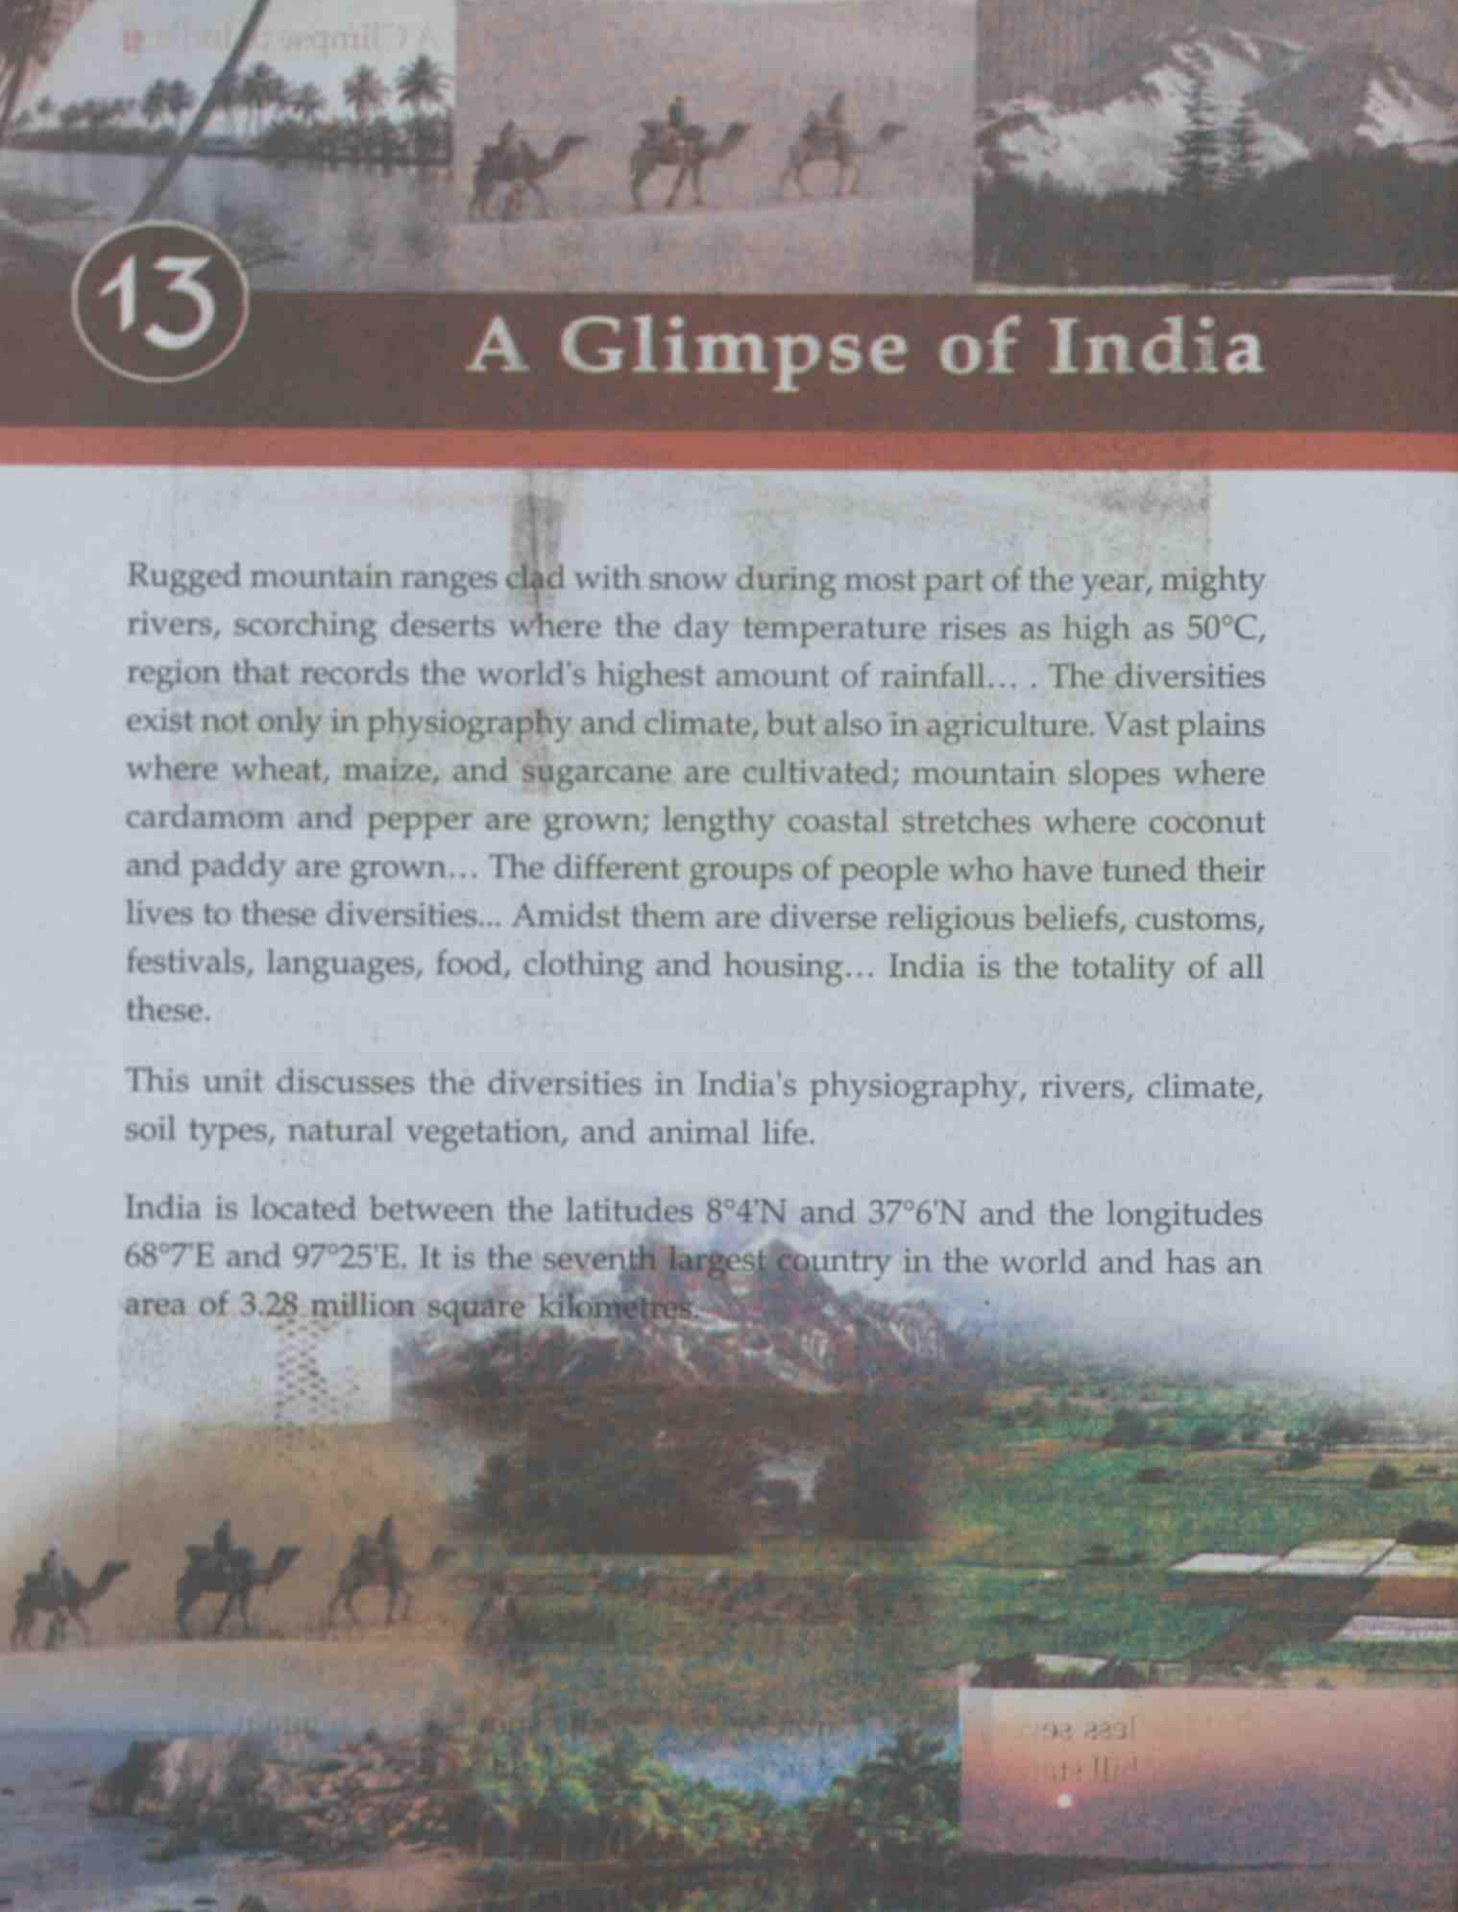 13
A Glimpse of India
Rugged mountain ranges clad with snow during most part of the year, mighty
rivers, scorching deserts where the day temperature rises as high as 50°C,
region that records the world's highest amount of rainfall... . The diversities
exist not only in physiography and climate, but also in agriculture. Vast plains
where wheat, maize, and sugarcane are cultivated; mountain slopes where
cardamom and pepper are grown; lengthy coastal stretches where coconut
and paddy are grown... The different groups of people who have tuned their
lives to these diversities... Amidst them are diverse religious beliefs, customs,
festivals, languages, food, clothing and housing... India is the totality of all
these.
This unit discusses the diversities in India's physiography, rivers, climate,
soil types, natural vegetation, and animal life.
India is located between the latitudes 8°4'N and 37°6'N and the longitudes
68°7'E and 97°25'E. It is the seventh largest country in the world and has an
area of 3.28 million square kilometres.